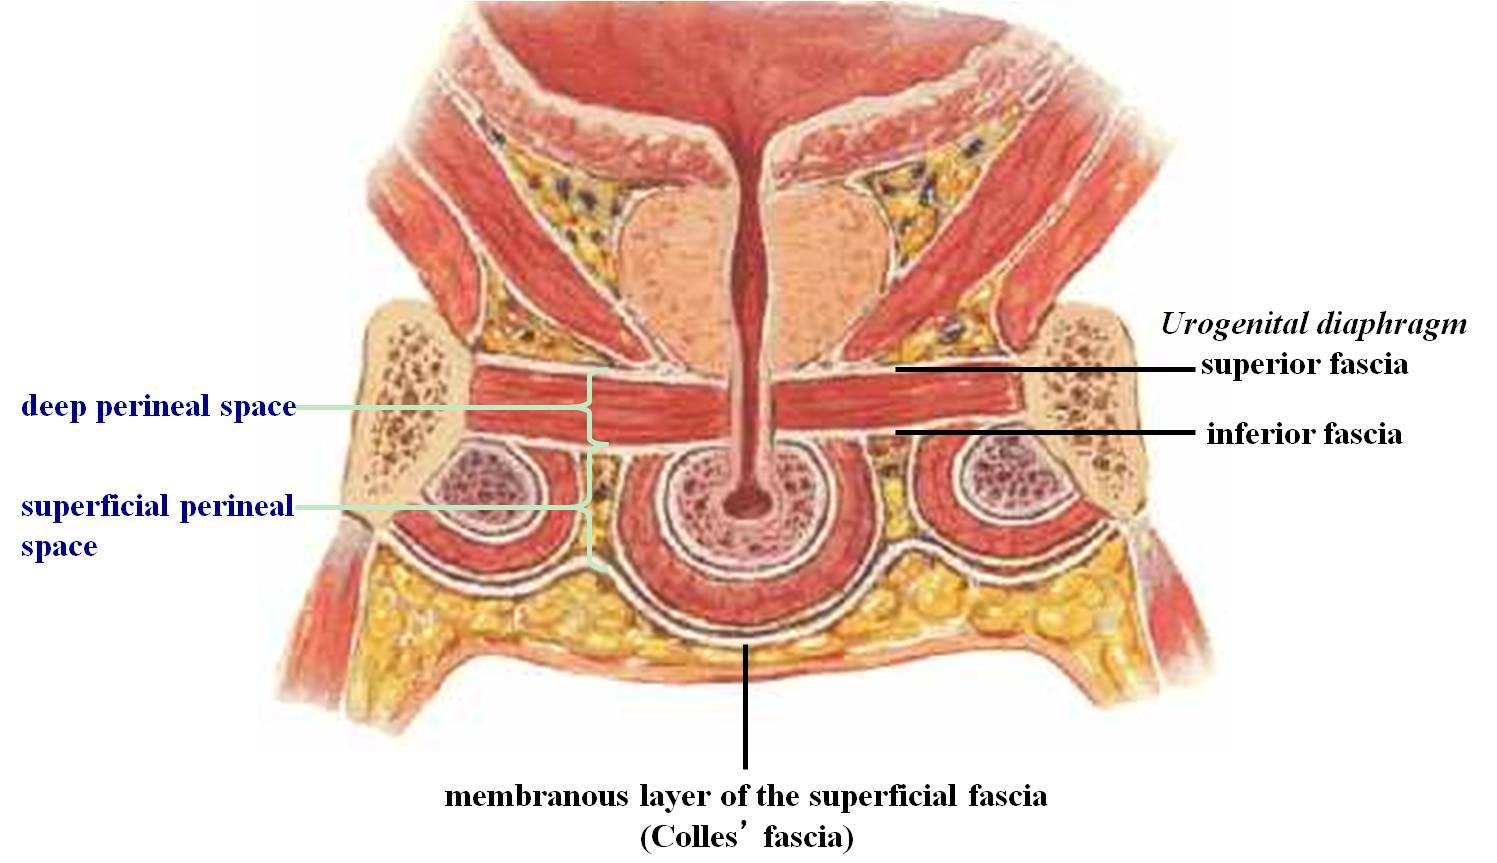 Urogenital diaphragm
superior fascia
deep perineal space
inferior fascia
superficial perineal
space
membranous layer of the superficial fascia
(Colles’ fascia)